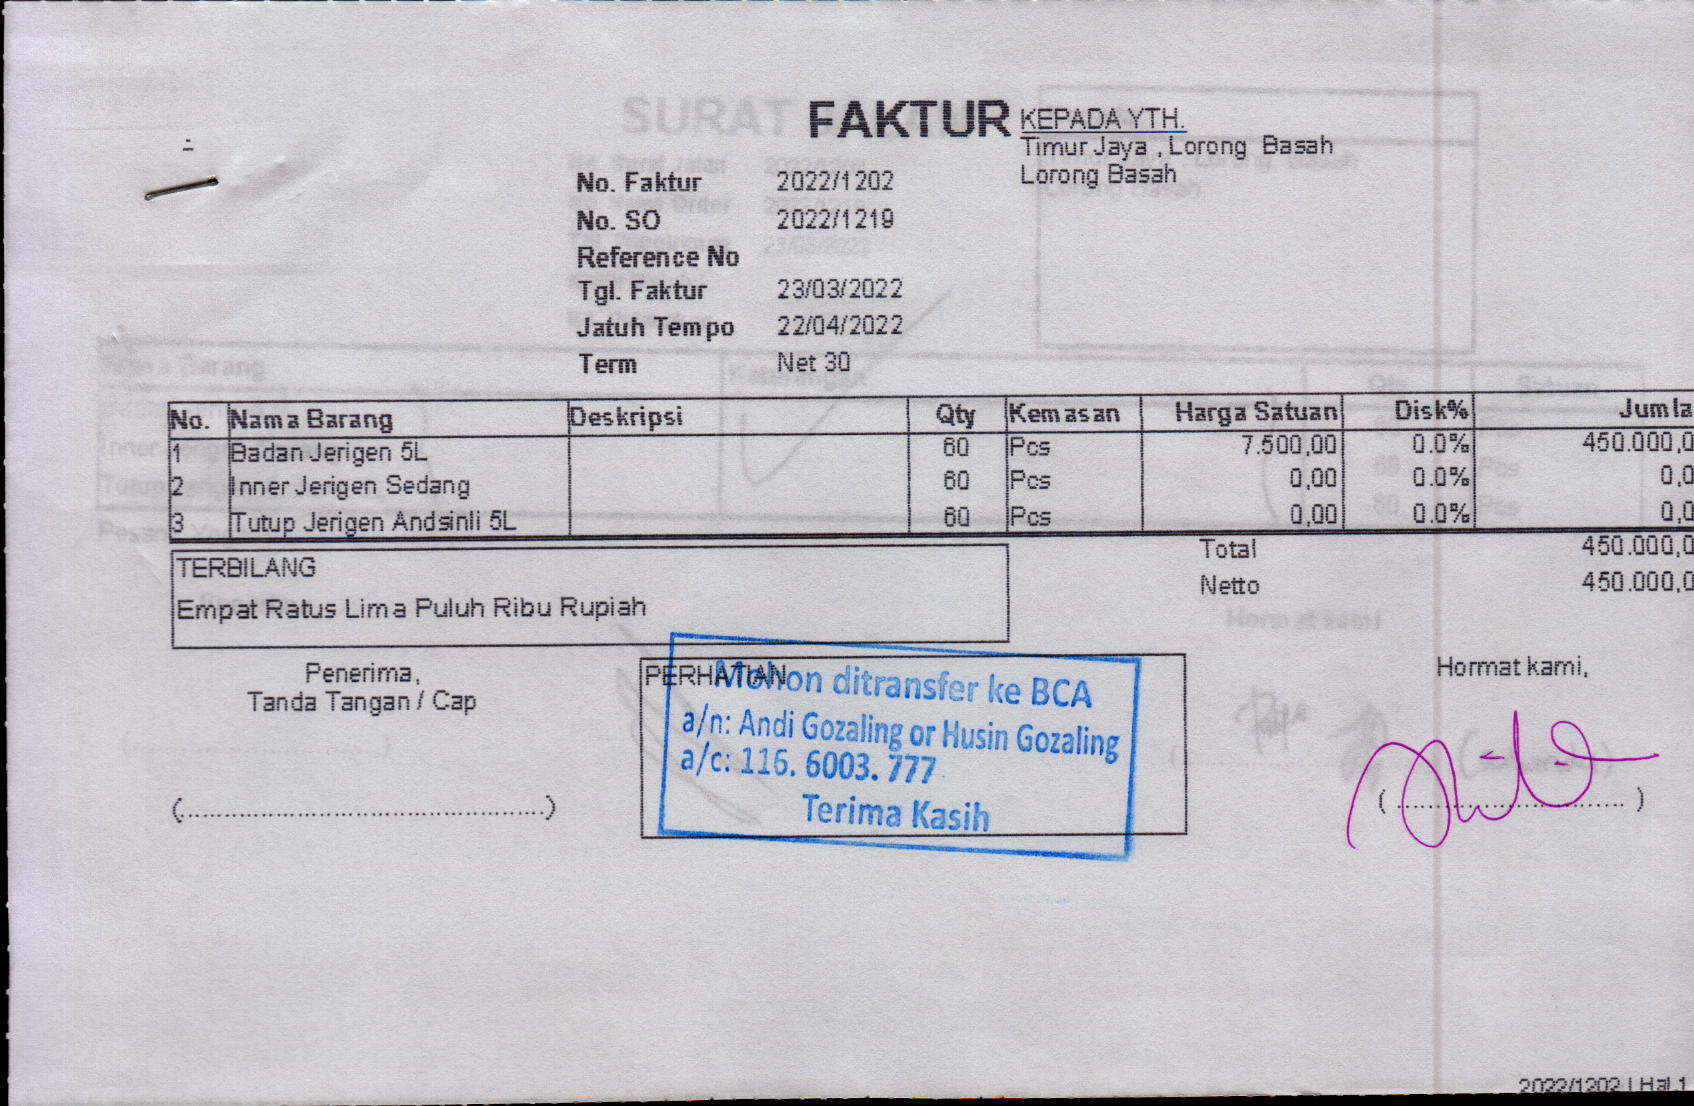 FAKTUR
KEPADA YTH.
Timur Jaya , Lorong Basah
Lorong Basah
No. Faktur 2022/1202
No. SO 2022/1219
Reference No
Tgl. Faktur 23/03/2022
Jatuh Tempo 22/04/2022
Term Net 30
No. Nama Barang Deskripsi Qty Kemasan Harga Satuan Disk% Jumla
1 Badan Jerigen 5L 60 Pcs 7.500,00 0.0% 450.000,0
2 Inner Jerigen Sedang 60 Pcs 0,00 0.0% 0,0
3 Tutup Jerigen Andsinli 5L 60 Pcs 0,00 0.0% 0,0
Total 450.000,0
Netto 450.000,0
TERBILANG
Empat Ratus Lima Puluh Ribu Rupiah
Penerima,
Tanda Tangan / Cap
(................................................)
PERHATIAN
Mohon ditransfer ke BCA
a/n: Andi Gozaling or Husin Gozaling
a/c: 116. 6003. 777
Terima Kasih
Hormat kami,
( ................................ )
2022/1202 | Hal 1